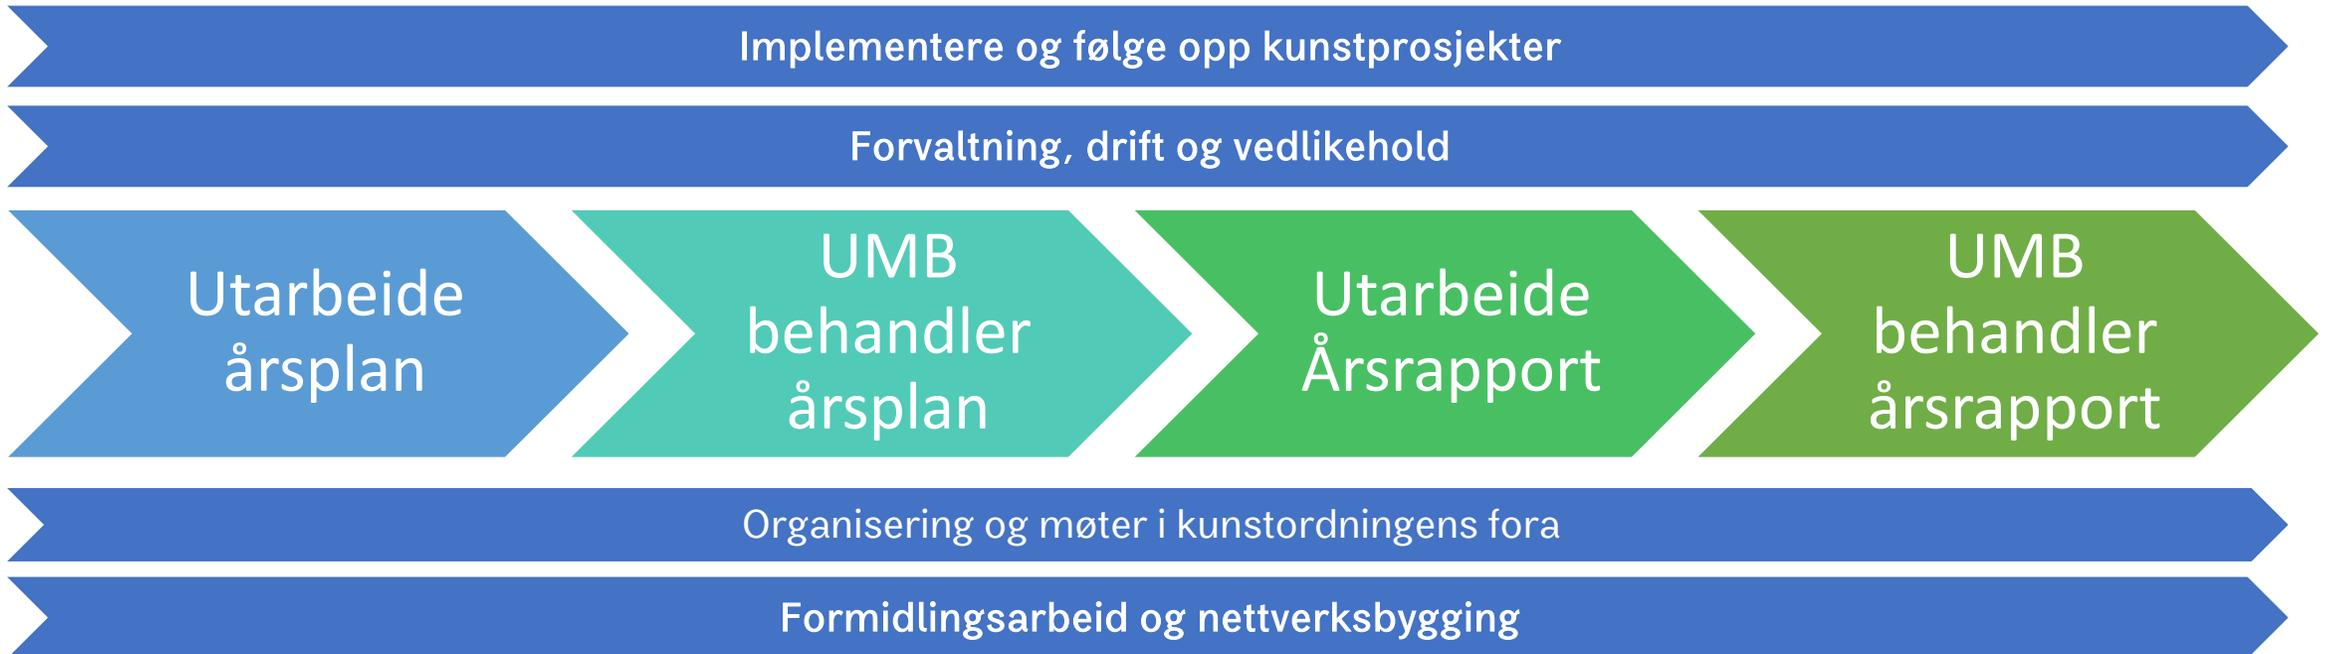 Implementere og følge opp kunstprosjekter
Forvaltning, drift og vedlikehold
Utarbeide
årsplan
UMB
behandler
årsplan
Utarbeide
Årsrapport
UMB
behandler
årsrapport
Organisering og møter i kunstordningens fora
Formidlingsarbeid og nettverksbygging